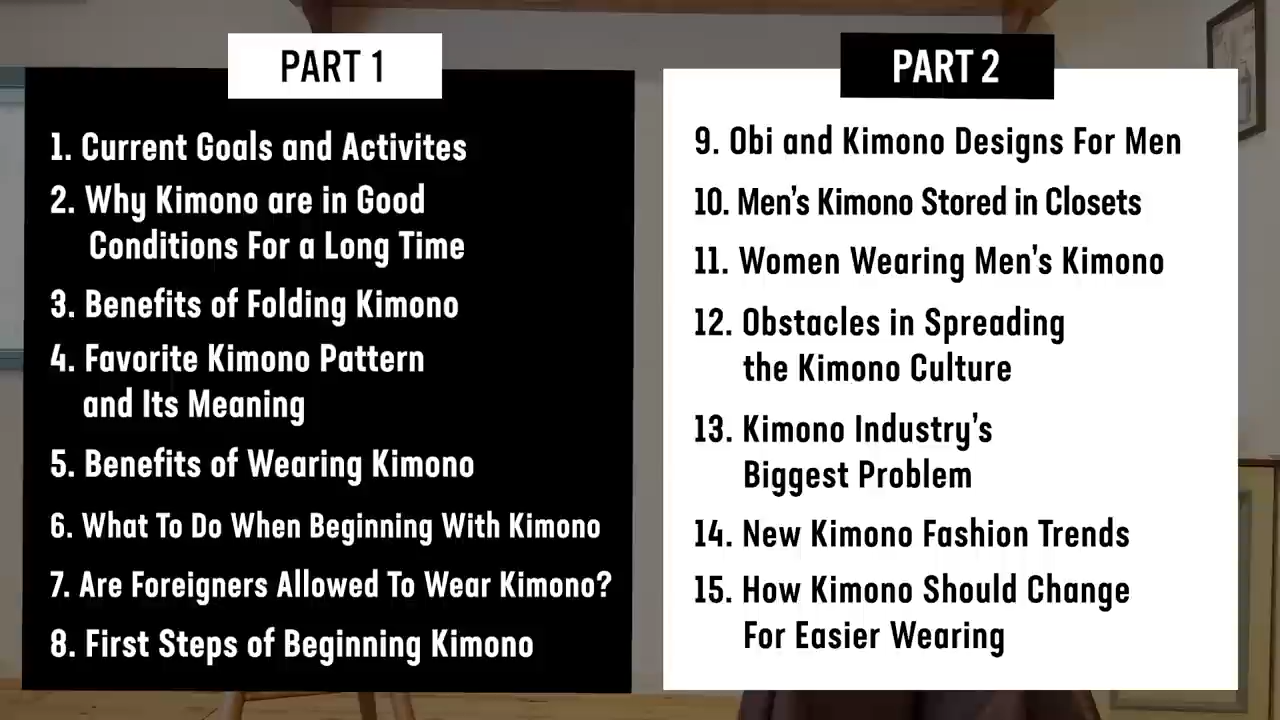 PART 1
1. Current Goals and Activites
2. Why Kimono are in Good
Conditions For a Long Time
3. Benefits of Folding Kimono
4. Favorite Kimono Pattern
and Its Meaning
5. Benefits of Wearing Kimono
6. What To Do When Beginning With Kimono
7. Are Foreigners Allowed To Wear Kimono?
8. First Steps of Beginning Kimono
PART 2
9. Obi and Kimono Designs For Men
10. Men's Kimono Stored in Closets
11. Women Wearing Men's Kimono
12. Obstacles in Spreading
the Kimono Culture
13. Kimono Industry's
Biggest Problem
14. New Kimono Fashion Trends
15. How Kimono Should Change
For Easier Wearing